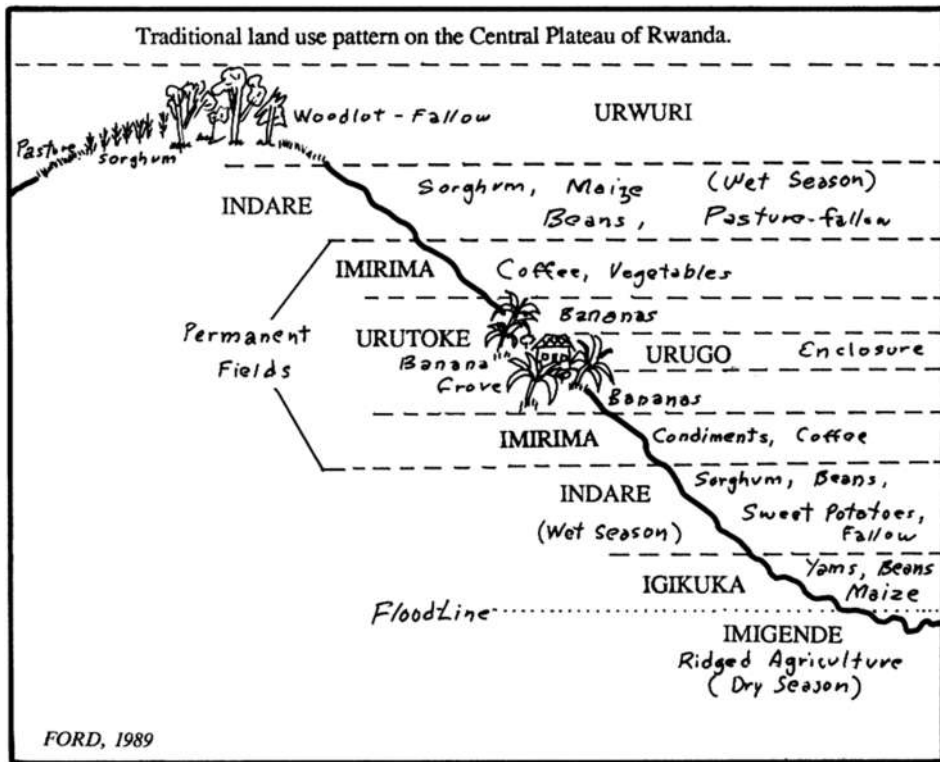 Traditional land use pattern on the Central Plateau of Rwanda.
Woodlot - Fallow
URWURI
Pasture
Sorghum
INDARE
Sorghum, Maize (Wet Season)
Beans, Pasture-fallow
IMIRIMA
Coffee, Vegetables
Permanent
Fields
URUTOKE
Bananas
Banana
Grove
URUGO
Enclosure
Bananas
IMIRIMA
Condiments, Coffee
INDARE
(Wet Season)
Sorghum, Beans,
Sweet Potatoes,
Fallow
IGIKUKA
Yams, Beans
Maize
FloodLine
IMIGENDE
Ridged Agriculture
(Dry Season)
FORD, 1989